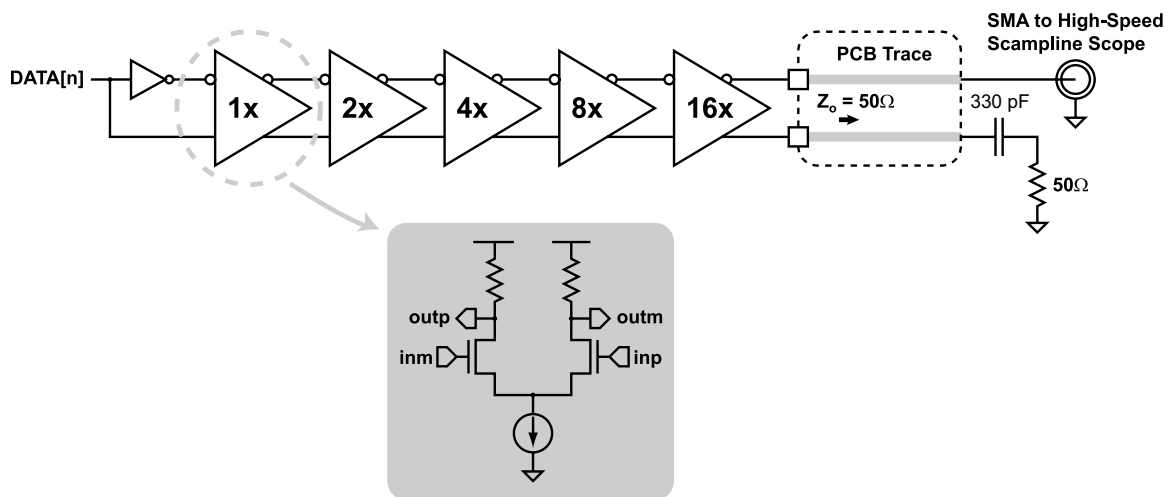 SMA to High-Speed
Scampline Scope
PCB Trace
DATA[n]
1x
2x
4x
8x
16x
Zo = 50Ω
330 pF
50Ω
outp
outm
inm
inp